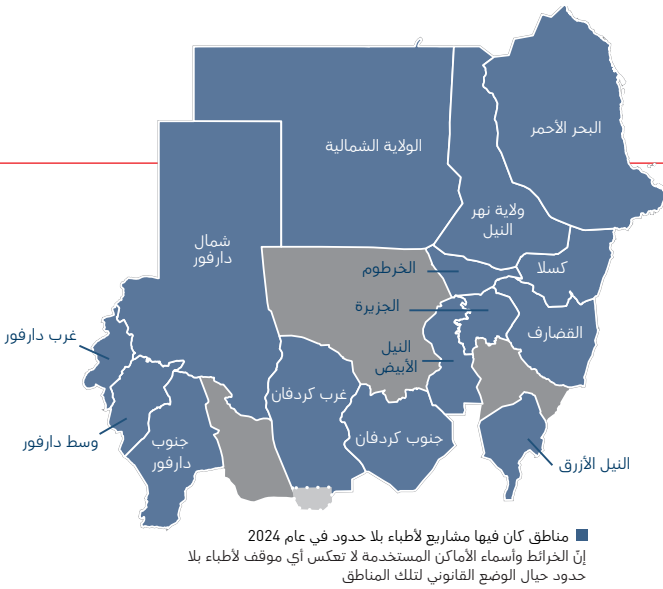 البحر الأحمر
الولاية الشمالية
ولاية نهر
النيل
شمال
دارفور
كسلا
الخرطوم
الجزيرة
القضارف
غرب دارفور
النيل
الأبيض
غرب كردفان
جنوب كردفان
وسط دارفور
جنوب
دارفور
النيل الأزرق
مناطق كان فيها مشاريع لأطباء بلا حدود في عام 2024
إنّ الخرائط وأسماء الأماكن المستخدمة لا تعكس أي موقف لأطباء بلا
حدود حيال الوضع القانوني لتلك المناطق